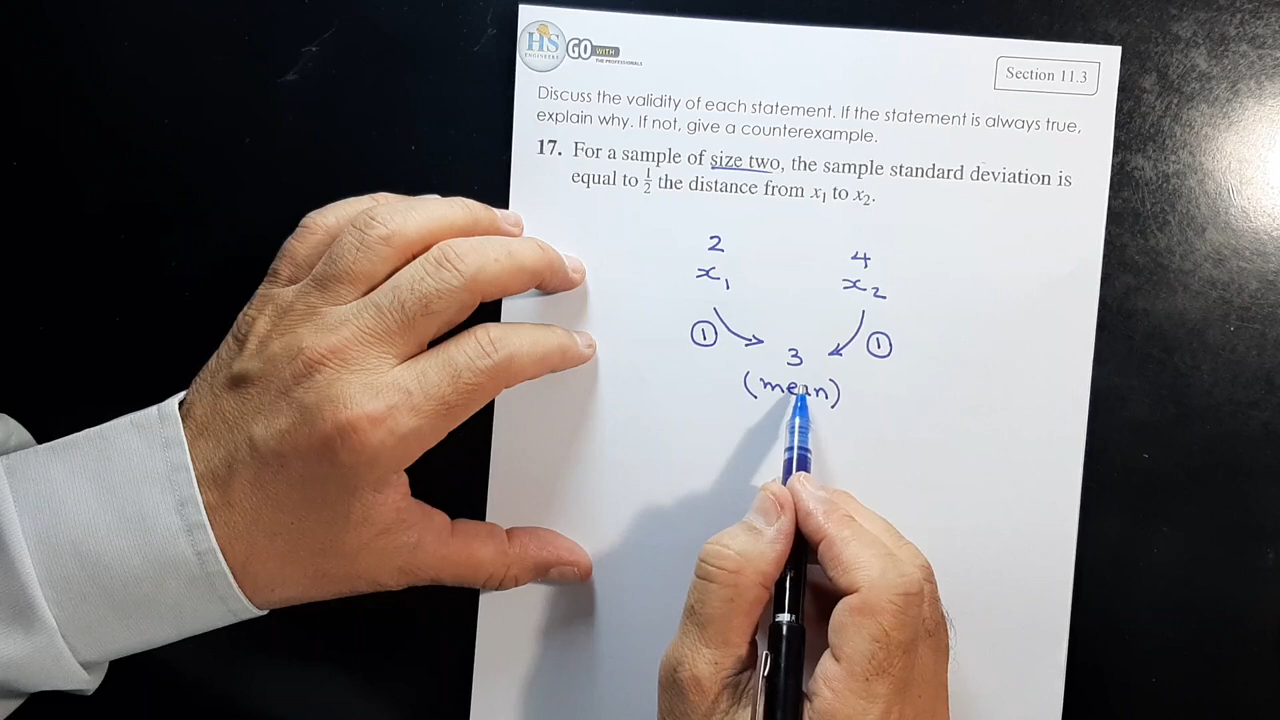 HS
ENGINEERS
GO WITH
THE PROFESSIONALS
Section 11.3
Discuss the validity of each statement. If the statement is always true,
explain why. If not, give a counterexample.
17. For a sample of size two, the sample standard deviation is
equal to 1/2 the distance from x₁ to x₂.
2 4
x₁ x₂
① ①
3
(mean)